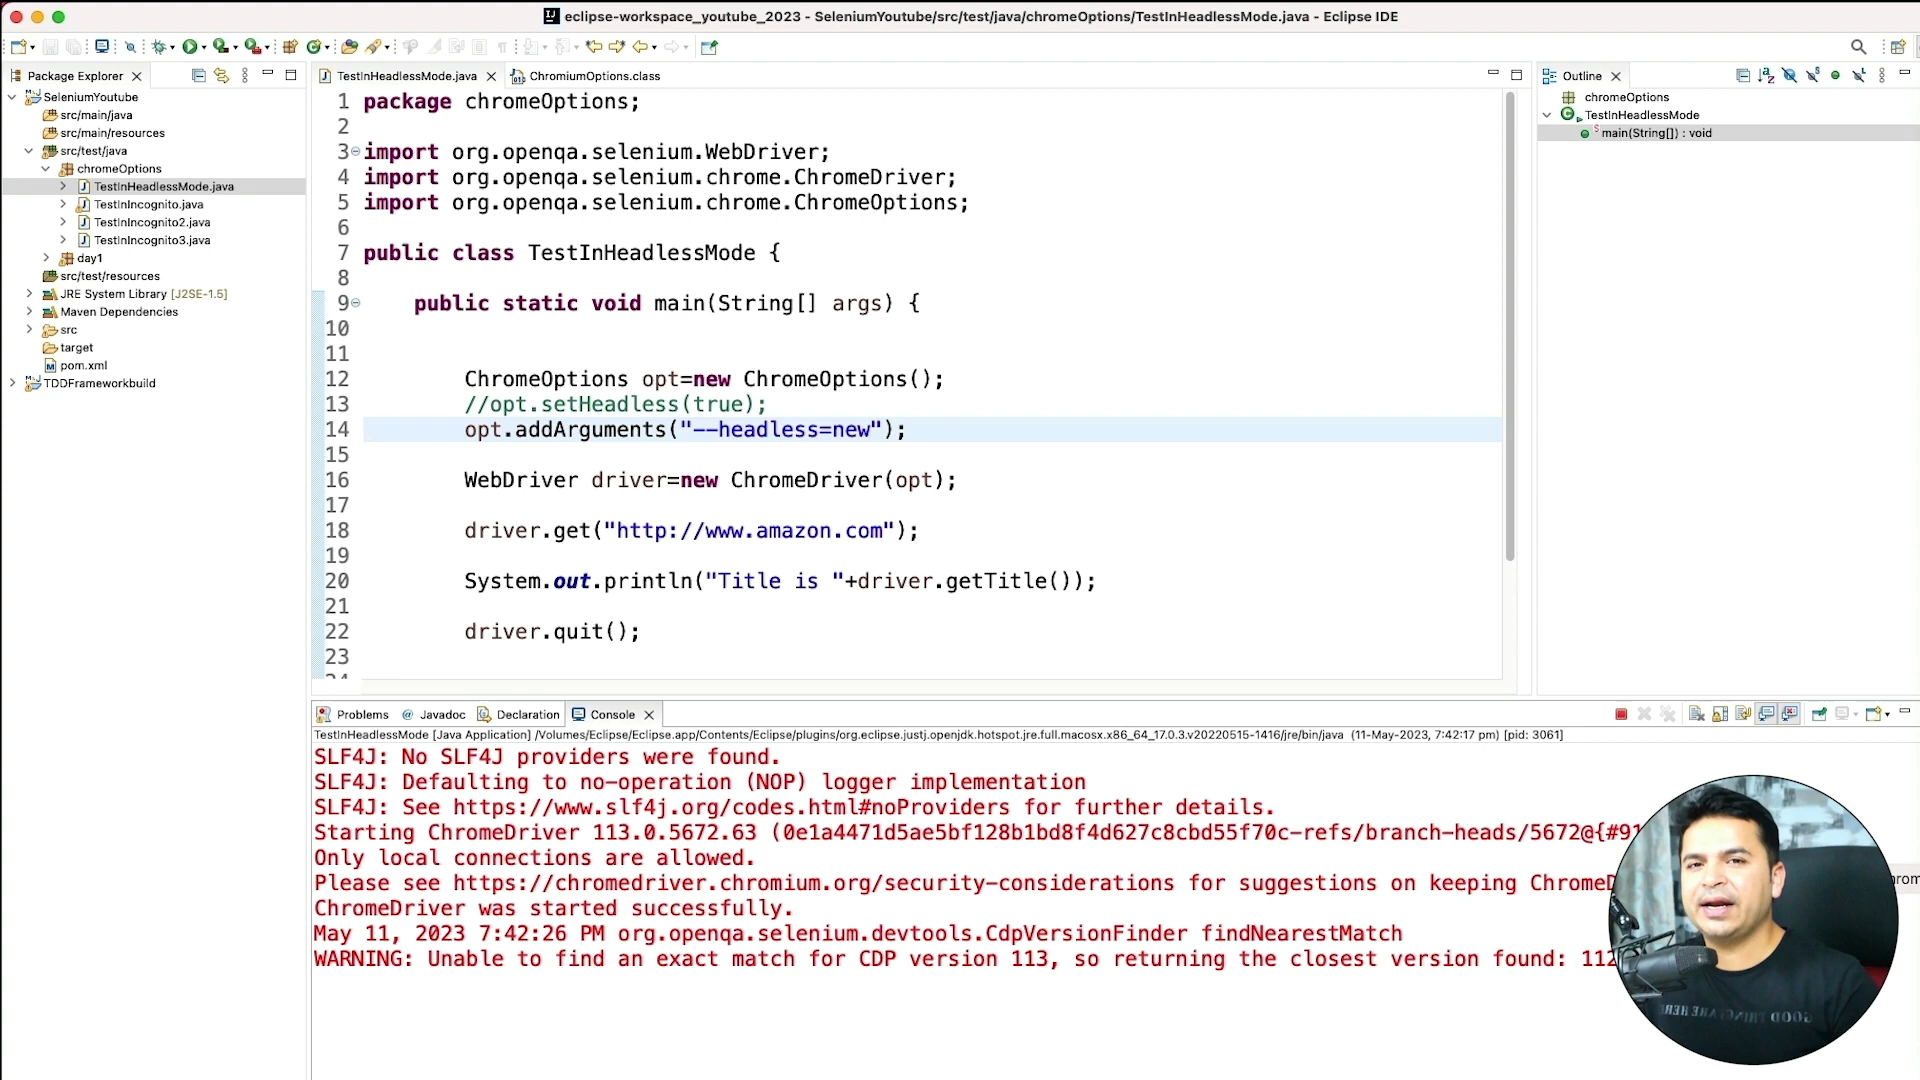 eclipse-workspace_youtube_2023 - SeleniumYoutube/src/test/java/chromeOptions/TestInHeadlessMode.java - Eclipse IDE
Package Explorer
SeleniumYoutube
src/main/java
src/main/resources
src/test/java
chromeOptions
TestInHeadlessMode.java
TestInIncognito.java
TestInIncognito2.java
TestInIncognito3.java
day1
src/test/resources
JRE System Library [J2SE-1.5]
Maven Dependencies
src
target
pom.xml
TDDFrameworkbuild
TestInHeadlessMode.java
ChromiumOptions.class
1 package chromeOptions;
2
3 import org.openqa.selenium.WebDriver;
4 import org.openqa.selenium.chrome.ChromeDriver;
5 import org.openqa.selenium.chrome.ChromeOptions;
6
7 public class TestInHeadlessMode {
8
9 public static void main(String[] args) {
10
11
12 ChromeOptions opt=new ChromeOptions();
13 //opt.setHeadless(true);
14 opt.addArguments("--headless=new");
15
16 WebDriver driver=new ChromeDriver(opt);
17
18 driver.get("http://www.amazon.com");
19
20 System.out.println("Title is "+driver.getTitle());
21
22 driver.quit();
23
Outline
chromeOptions
TestInHeadlessMode
main(String[]) : void
Problems
@ Javadoc
Declaration
Console
TestInHeadlessMode [Java Application] /Volumes/Eclipse/Eclipse.app/Contents/Eclipse/plugins/org.eclipse.justj.openjdk.hotspot.jre.full.macosx.x86_64_17.0.3.v20220515-1416/jre/bin/java (11-May-2023, 7:42:17 pm) [pid: 3061]
SLF4J: No SLF4J providers were found.
SLF4J: Defaulting to no-operation (NOP) logger implementation
SLF4J: See https://www.slf4j.org/codes.html#noProviders for further details.
Starting ChromeDriver 113.0.5672.63 (0e1a4471d5ae5bf128b1bd8f4d627c8cbd55f70c-refs/branch-heads/5672@{#91
Only local connections are allowed.
Please see https://chromedriver.chromium.org/security-considerations for suggestions on keeping ChromeD
ChromeDriver was started successfully.
May 11, 2023 7:42:26 PM org.openqa.selenium.devtools.CdpVersionFinder findNearestMatch
WARNING: Unable to find an exact match for CDP version 113, so returning the closest version found: 112